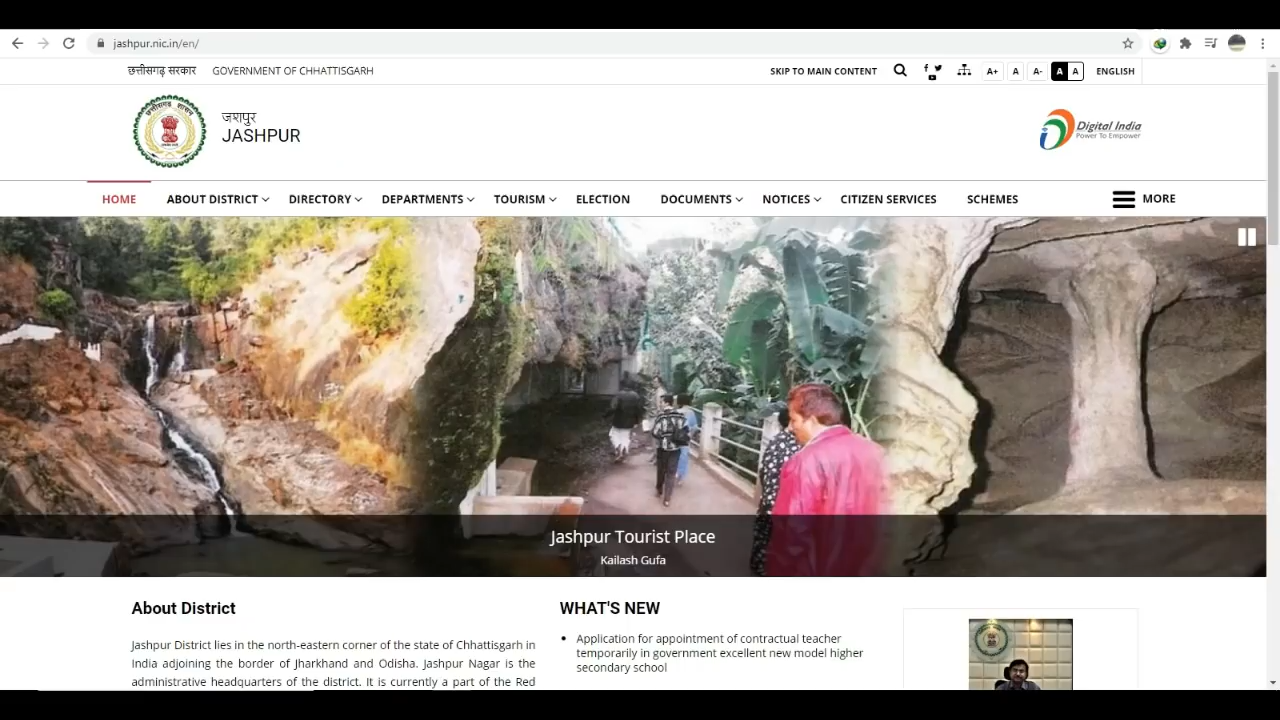 jashpur.nic.in/en/
छत्तीसगढ़ सरकार GOVERNMENT OF CHHATTISGARH
SKIP TO MAIN CONTENT A+ A A- A A ENGLISH
छत्तीसगढ़ शासन
जशपुर
JASHPUR
Digital India
Power To Empower
HOME ABOUT DISTRICT DIRECTORY DEPARTMENTS TOURISM ELECTION DOCUMENTS NOTICES CITIZEN SERVICES SCHEMES MORE
Jashpur Tourist Place
Kailash Gufa
About District
Jashpur District lies in the north-eastern corner of the state of Chhattisgarh in
India adjoining the border of Jharkhand and Odisha. Jashpur Nagar is the
administrative headquarters of the district. It is currently a part of the Red
WHAT'S NEW
Application for appointment of contractual teacher
temporarily in government excellent new model higher
secondary school